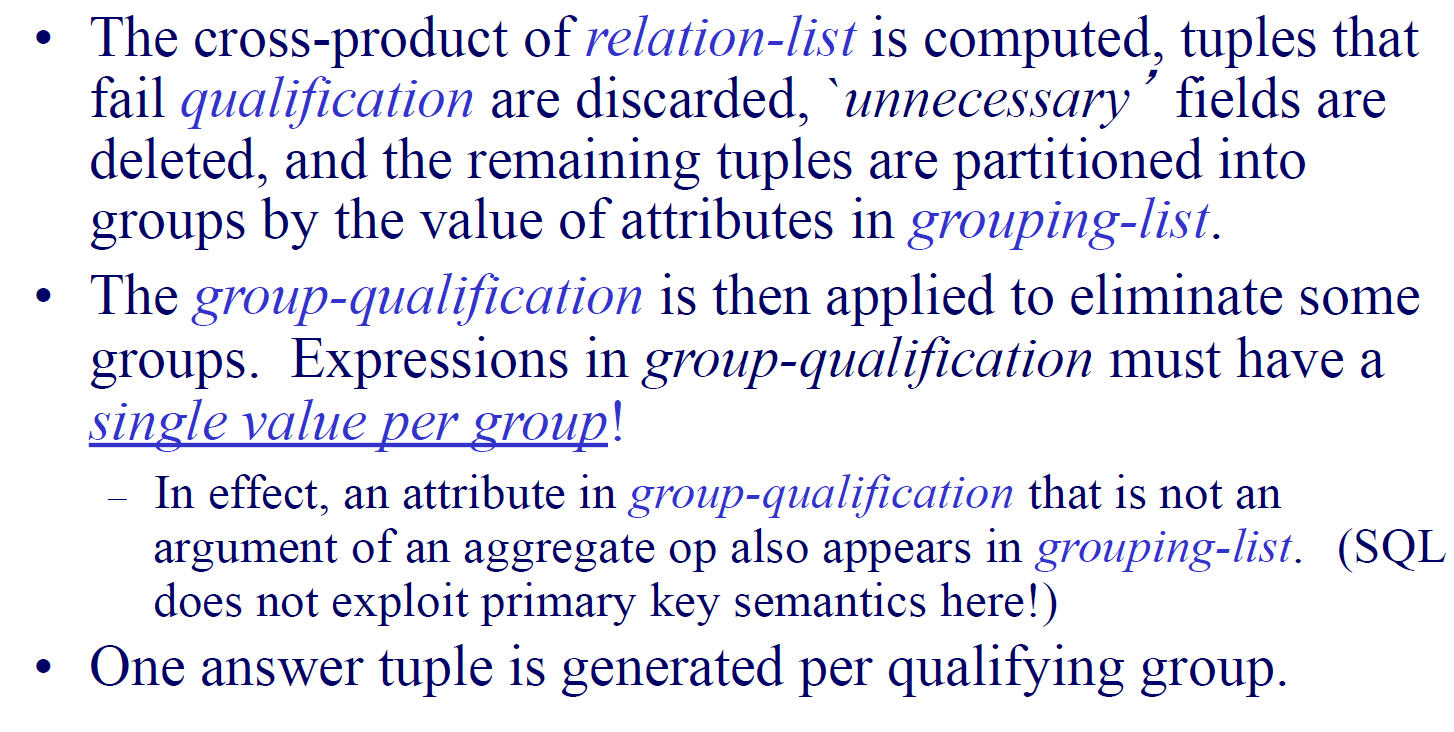 • The cross-product of relation-list is computed, tuples that
fail qualification are discarded, `unnecessary’ fields are
deleted, and the remaining tuples are partitioned into
groups by the value of attributes in grouping-list.
• The group-qualification is then applied to eliminate some
groups.  Expressions in group-qualification must have a
single value per group!
– In effect, an attribute in group-qualification that is not an
argument of an aggregate op also appears in grouping-list.  (SQL
does not exploit primary key semantics here!)
• One answer tuple is generated per qualifying group.